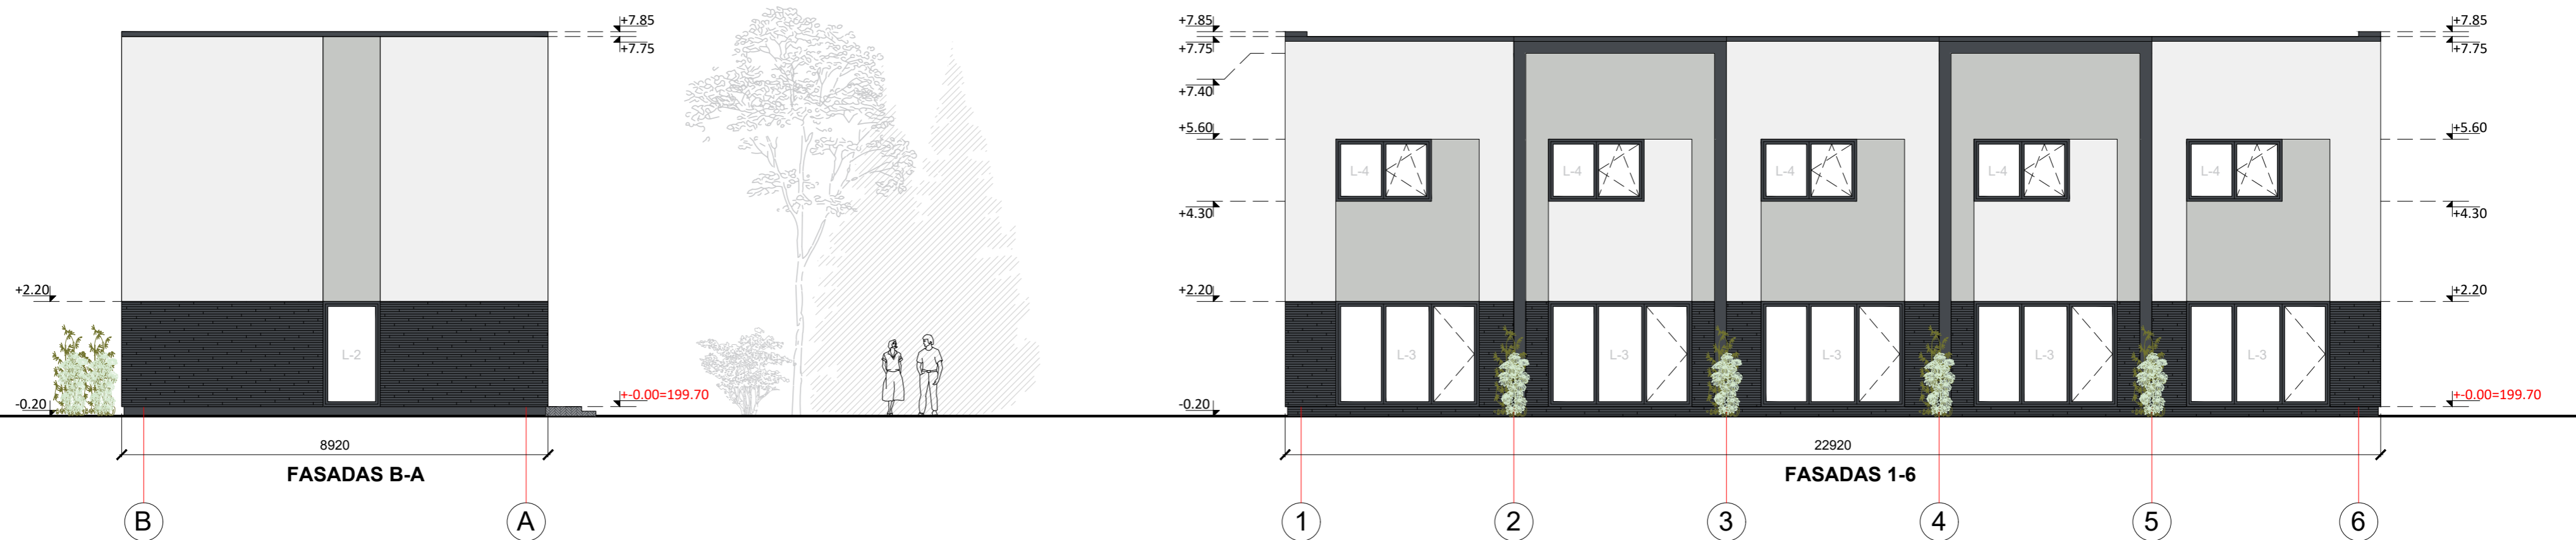 +7.85
+7.75
L-2
+2.20
-0.20
+-0.00=199.70
8920
FASADAS B-A
B
A
+7.85
+7.75
+7.40
+5.60
+4.30
+2.20
-0.20
L-4
L-4
L-4
L-4
L-4
L-3
L-3
L-3
L-3
L-3
+7.85
+7.75
+5.60
+4.30
+2.20
+-0.00=199.70
22920
FASADAS 1-6
1
2
3
4
5
6